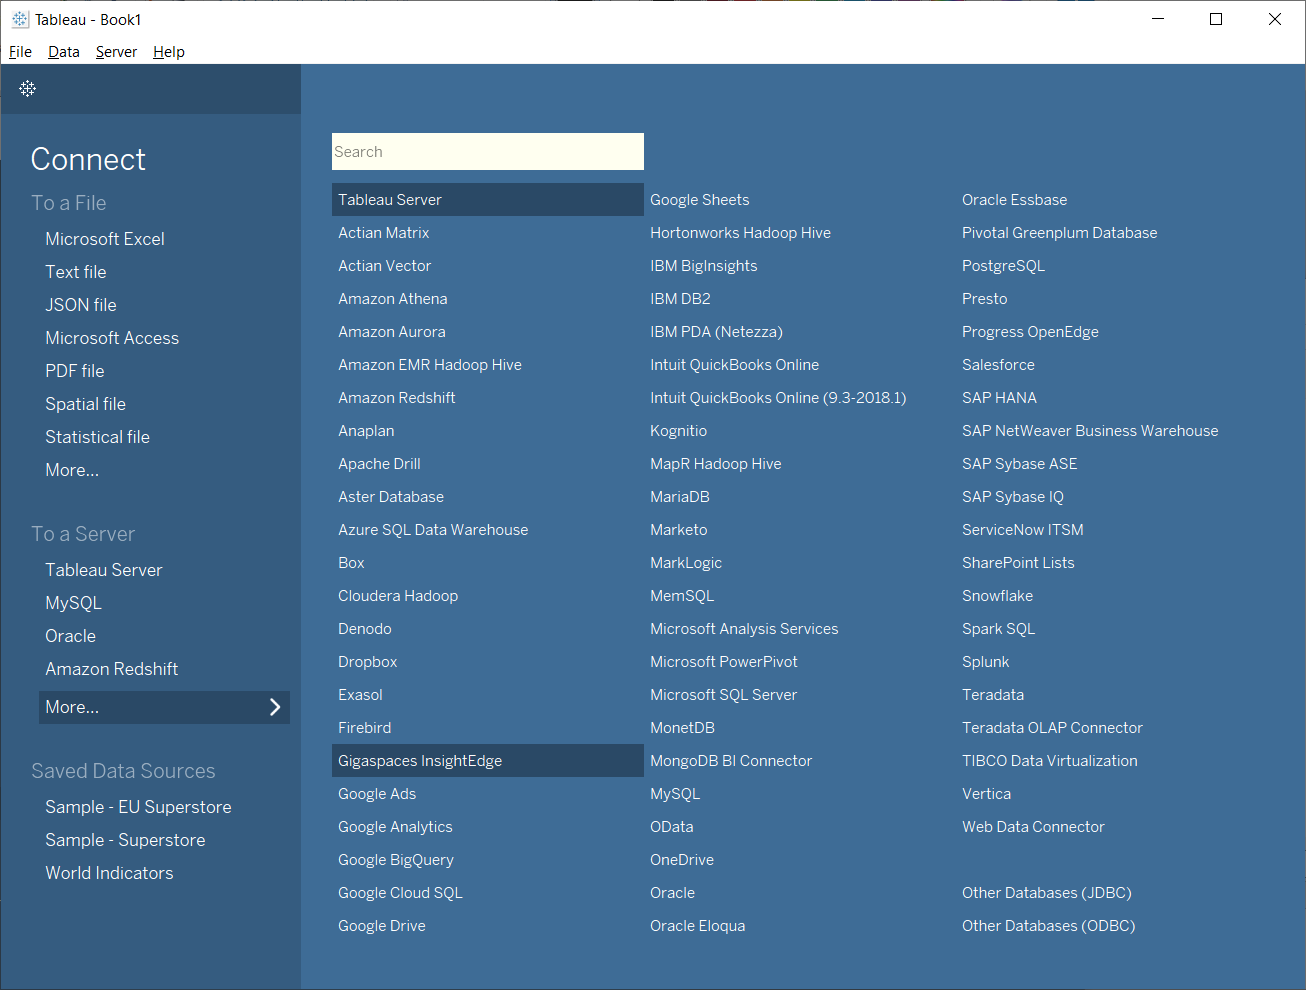 Tableau - Book1
File Data Server Help
Connect
To a File
Microsoft Excel
Text file
JSON file
Microsoft Access
PDF file
Spatial file
Statistical file
More...
To a Server
Tableau Server
MySQL
Oracle
Amazon Redshift
More...
Saved Data Sources
Sample - EU Superstore
Sample - Superstore
World Indicators
Search
Tableau Server
Actian Matrix
Actian Vector
Amazon Athena
Amazon Aurora
Amazon EMR Hadoop Hive
Amazon Redshift
Anaplan
Apache Drill
Aster Database
Azure SQL Data Warehouse
Box
Cloudera Hadoop
Denodo
Dropbox
Exasol
Firebird
Gigaspaces InsightEdge
Google Ads
Google Analytics
Google BigQuery
Google Cloud SQL
Google Drive
Google Sheets
Hortonworks Hadoop Hive
IBM BigInsights
IBM DB2
IBM PDA (Netezza)
Intuit QuickBooks Online
Intuit QuickBooks Online (9.3-2018.1)
Kognitio
MapR Hadoop Hive
MariaDB
Marketo
MarkLogic
MemSQL
Microsoft Analysis Services
Microsoft PowerPivot
Microsoft SQL Server
MonetDB
MongoDB BI Connector
MySQL
OData
OneDrive
Oracle
Oracle Eloqua
Oracle Essbase
Pivotal Greenplum Database
PostgreSQL
Presto
Progress OpenEdge
Salesforce
SAP HANA
SAP NetWeaver Business Warehouse
SAP Sybase ASE
SAP Sybase IQ
ServiceNow ITSM
SharePoint Lists
Snowflake
Spark SQL
Splunk
Teradata
Teradata OLAP Connector
TIBCO Data Virtualization
Vertica
Web Data Connector
Other Databases (JDBC)
Other Databases (ODBC)